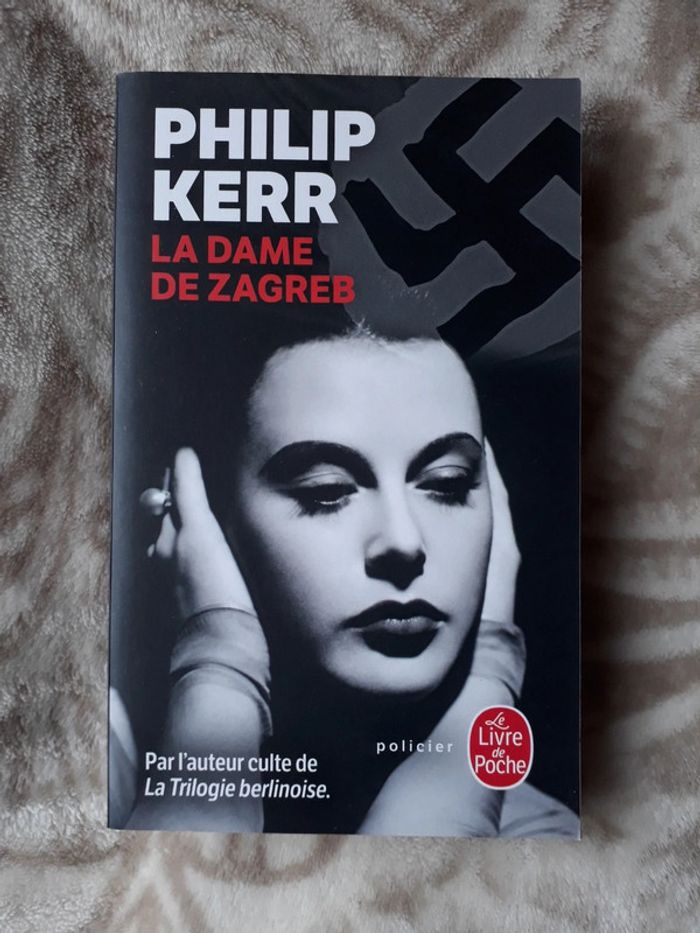 PHILIP
KERR
LA DAME
DE ZAGREB
policier
Le
Livre
de
Poche
Par l'auteur culte de
La Trilogie berlinoise.